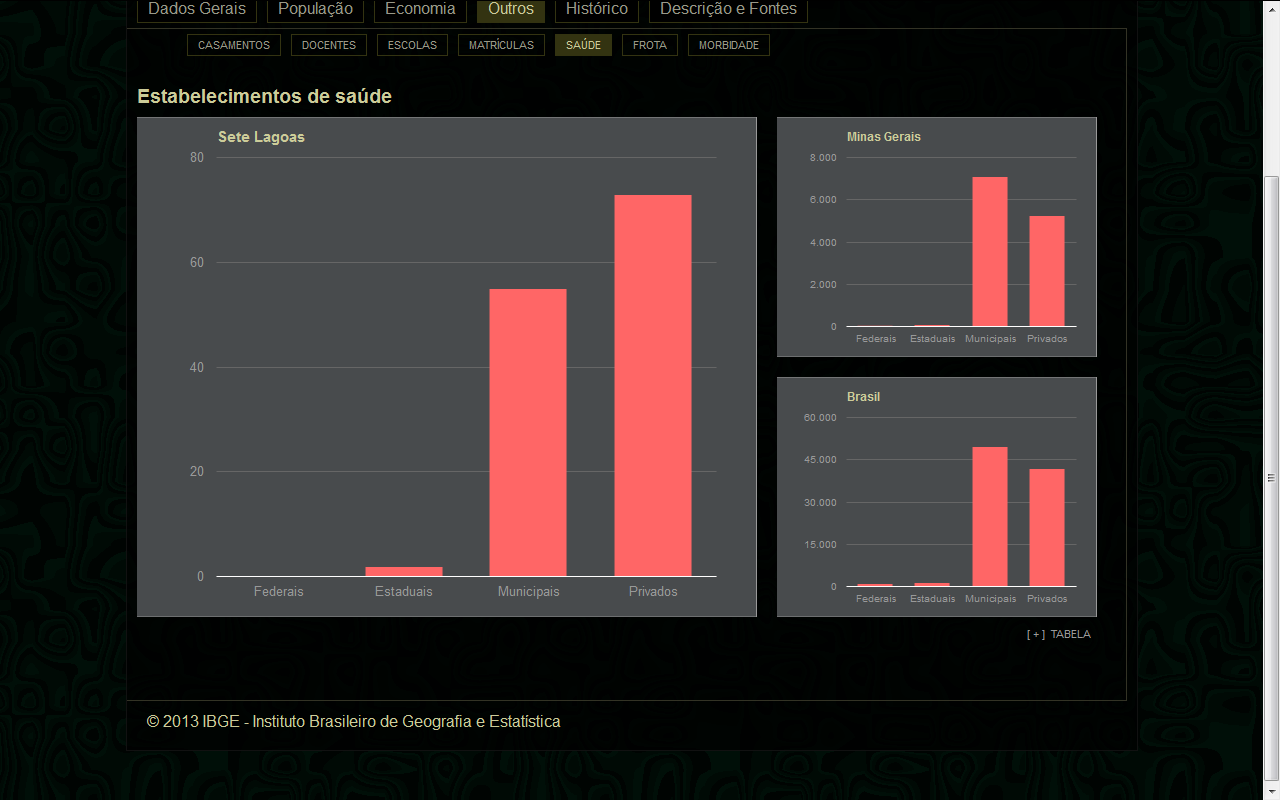 Dados Gerais População Economia Outros Histórico Descrição e Fontes
CASAMENTOS DOCENTES ESCOLAS MATRÍCULAS SAÚDE FROTA MORBIDADE
Estabelecimentos de saúde
Sete Lagoas
80
60
40
20
0
Federais Estaduais Municipais Privados
Minas Gerais
8.000
6.000
4.000
2.000
0
Federais Estaduais Municipais Privados
Brasil
60.000
45.000
30.000
15.000
0
Federais Estaduais Municipais Privados
[ + ] TABELA
© 2013 IBGE - Instituto Brasileiro de Geografia e Estatística